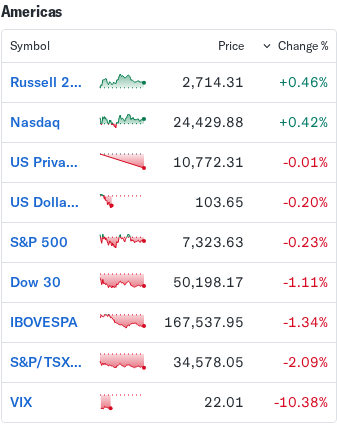 Americas
Symbol Price Change %
Russell 2... 2,714.31 +0.46%
Nasdaq 24,429.88 +0.42%
US Priva... 10,772.31 -0.01%
US Dolla... 103.65 -0.20%
S&P 500 7,323.63 -0.23%
Dow 30 50,198.17 -1.11%
IBOVESPA 167,537.95 -1.34%
S&P/TSX... 34,578.05 -2.09%
VIX 22.01 -10.38%